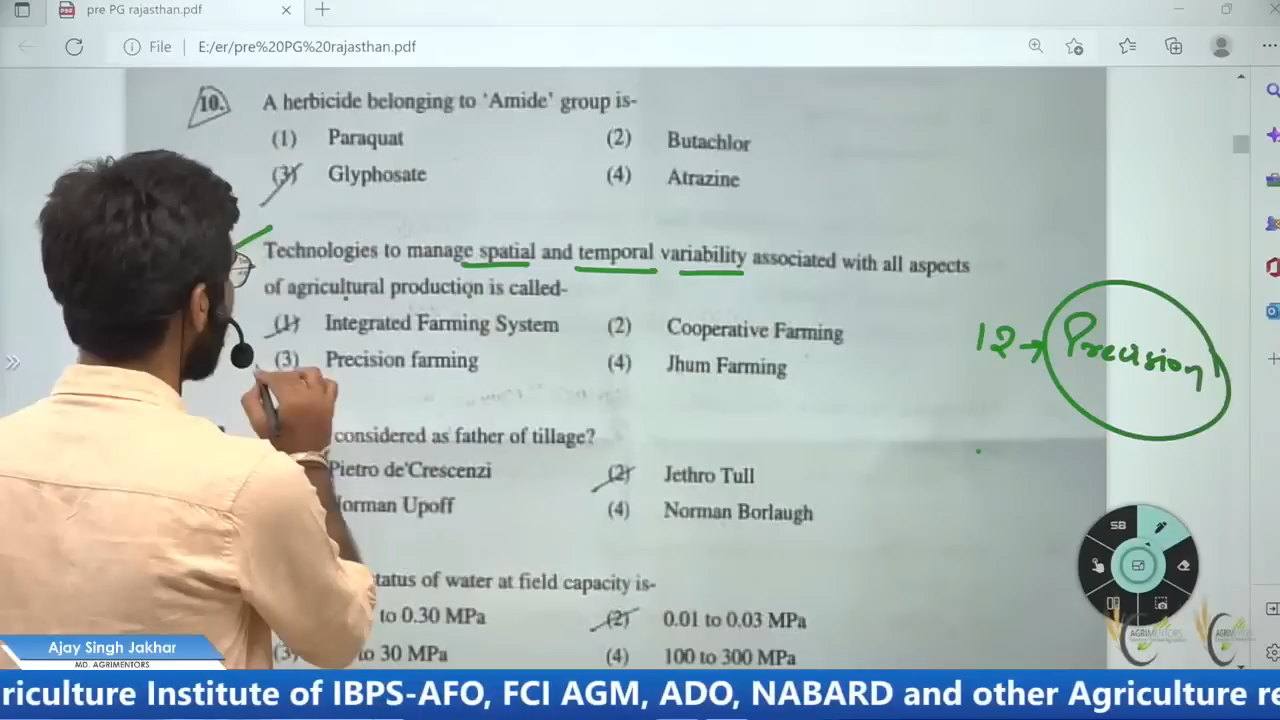 pre PG rajasthan.pdf
File
E:/er/pre%20PG%20rajasthan.pdf
10. A herbicide belonging to 'Amide' group is-
(1) Paraquat (2) Butachlor
(3) Glyphosate (4) Atrazine
Technologies to manage spatial and temporal variability associated with all aspects
of agricultural production is called-
(1) Integrated Farming System (2) Cooperative Farming
(3) Precision farming (4) Jhum Farming
12→ Precision
considered as father of tillage?
Pietro de'Crescenzi (2) Jethro Tull
Norman Upoff (4) Norman Borlaugh
tatus of water at field capacity is-
to 0.30 MPa (2) 0.01 to 0.03 MPa
(3) to 30 MPa (4) 100 to 300 MPa
SB
AGRIMENTORS
Ajay Singh Jakhar
MD. AGRIMENTORS
riculture Institute of IBPS-AFO, FCI AGM, ADO, NABARD and other Agriculture re